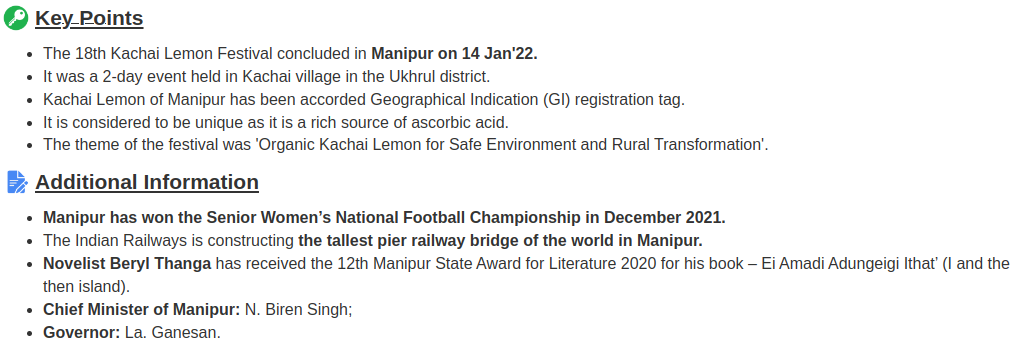 Key Points
The 18th Kachai Lemon Festival concluded in Manipur on 14 Jan'22.
It was a 2-day event held in Kachai village in the Ukhrul district.
Kachai Lemon of Manipur has been accorded Geographical Indication (GI) registration tag.
It is considered to be unique as it is a rich source of ascorbic acid.
The theme of the festival was 'Organic Kachai Lemon for Safe Environment and Rural Transformation'.
Additional Information
Manipur has won the Senior Women’s National Football Championship in December 2021.
The Indian Railways is constructing the tallest pier railway bridge of the world in Manipur.
Novelist Beryl Thanga has received the 12th Manipur State Award for Literature 2020 for his book – Ei Amadi Adungeigi Ithat’ (I and the
then island).
Chief Minister of Manipur: N. Biren Singh;
Governor: La. Ganesan.